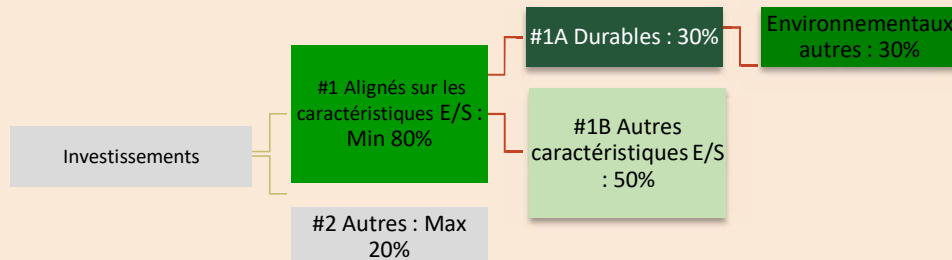 Investissements
#1 Alignés sur les
caractéristiques E/S :
Min 80%
#2 Autres : Max
20%
#1A Durables : 30%
#1B Autres
caractéristiques E/S
: 50%
Environnementaux
autres : 30%